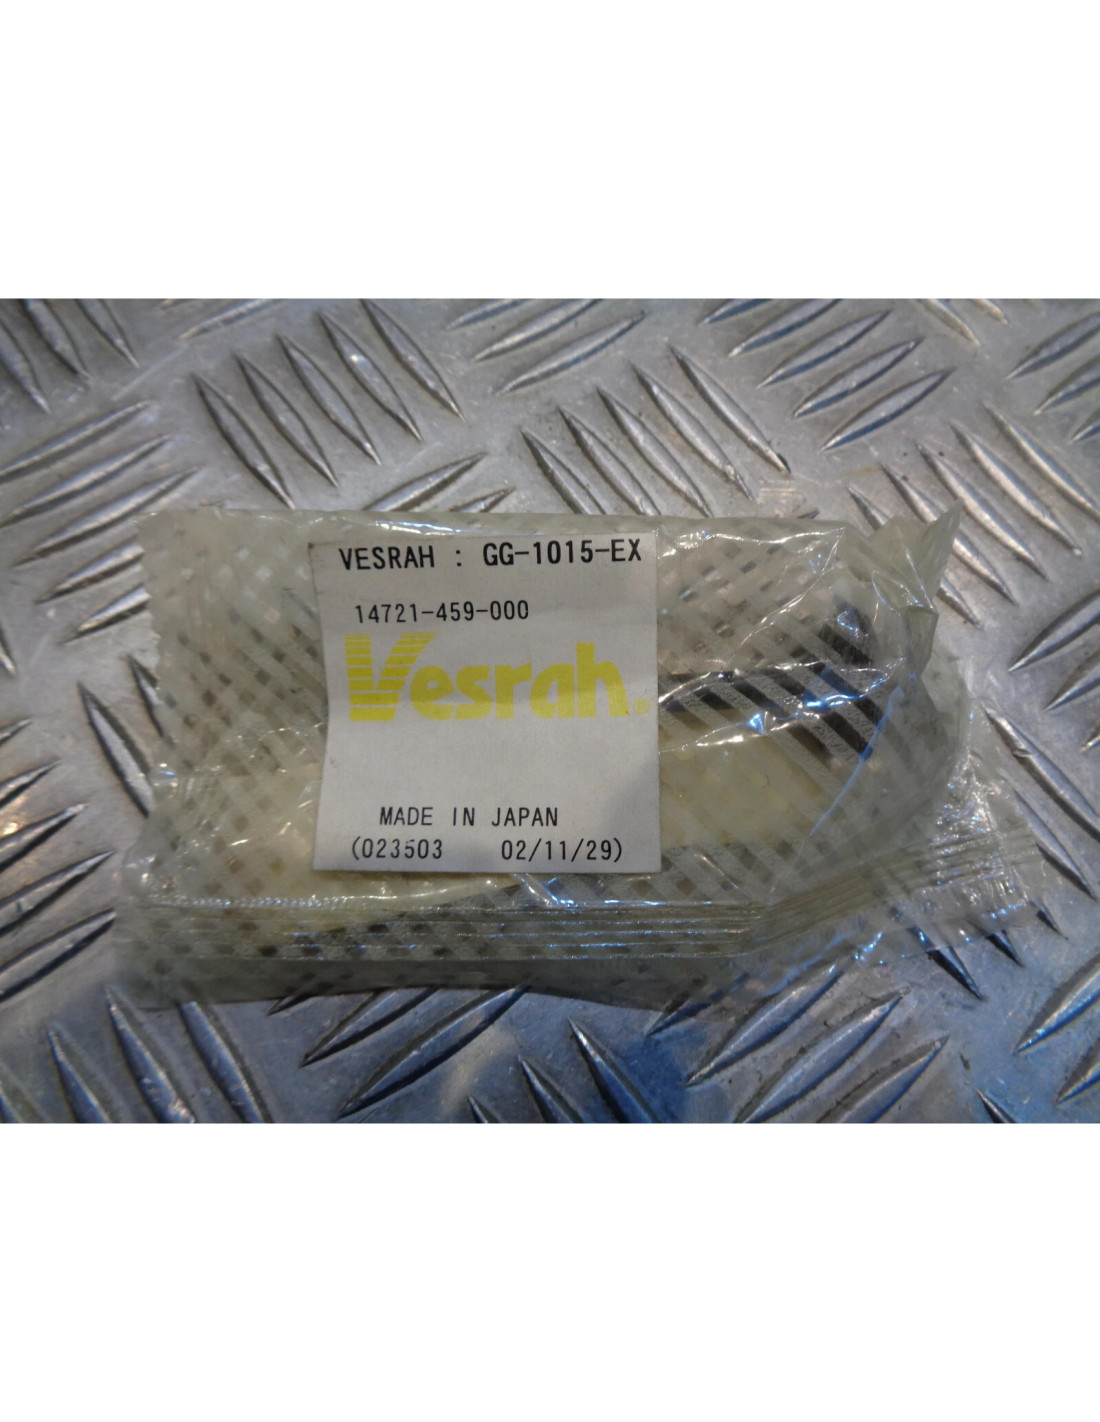 VESRAH : GG-1015-EX
14721-459-000
Vesrah®
MADE IN JAPAN
(023503 02/11/29)